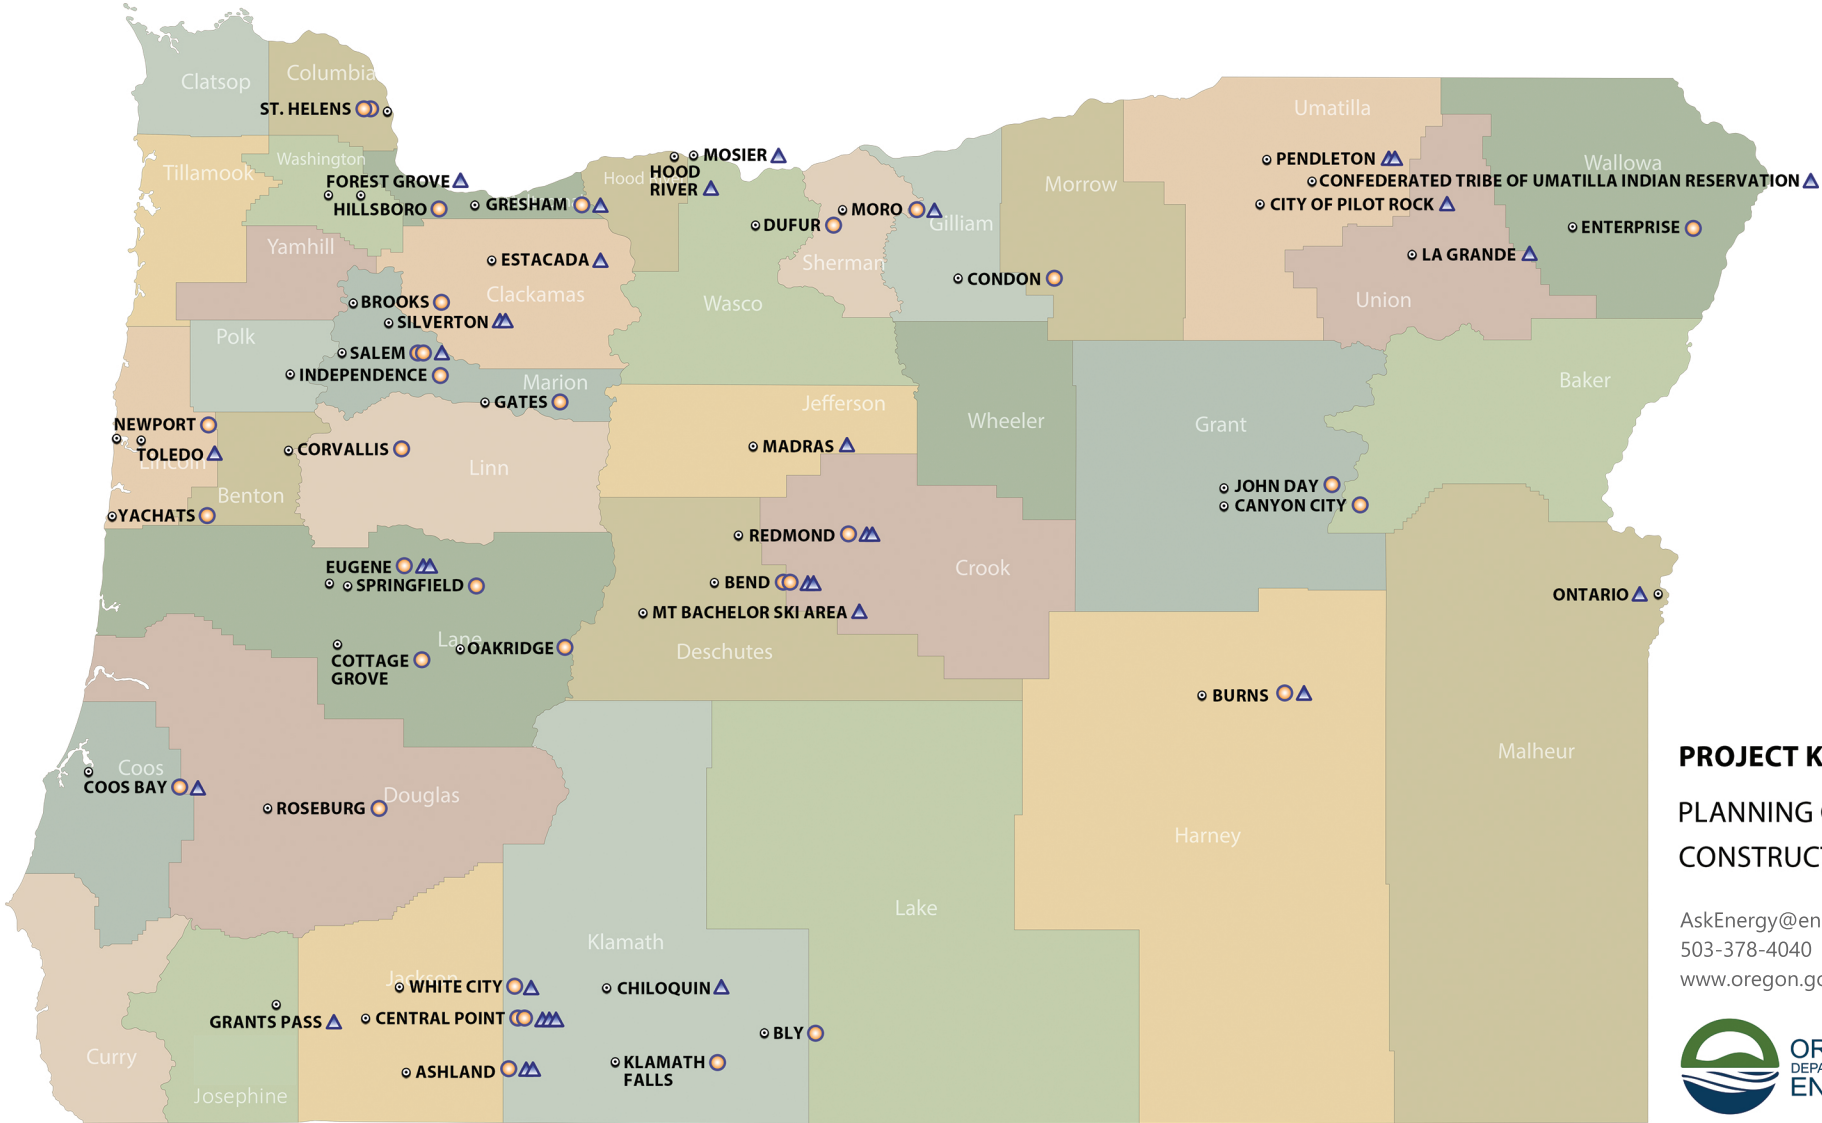 Clatsop
Columbia
ST. HELENS
Tillamook
Washington
FOREST GROVE
HILLSBORO
GRESHAM
Hood River
MOSIER
HOOD
RIVER
DUFUR
MORO
Gilliam
Sherman
Morrow
Umatilla
PENDLETON
CONFEDERATED TRIBE OF UMATILLA INDIAN RESERVATION
CITY OF PILOT ROCK
Wallowa
ENTERPRISE
LA GRANDE
Union
Yamhill
ESTACADA
Clackamas
BROOKS
SILVERTON
Wasco
CONDON
Polk
SALEM
INDEPENDENCE
Marion
GATES
Jefferson
MADRAS
Wheeler
Grant
Baker
NEWPORT
TOLEDO
Lincoln
CORVALLIS
Linn
Benton
YACHATS
JOHN DAY
CANYON CITY
REDMOND
BEND
MT BACHELOR SKI AREA
Crook
Deschutes
EUGENE
SPRINGFIELD
Lane
OAKRIDGE
COTTAGE
GROVE
ONTARIO
BURNS
Malheur
Harney
Coos
COOS BAY
ROSEBURG
Douglas
Lake
Klamath
CHILOQUIN
BLY
KLAMATH
FALLS
Jackson
WHITE CITY
CENTRAL POINT
ASHLAND
GRANTS PASS
Josephine
Curry
PROJECT K
PLANNING
CONSTRUCT
AskEnergy@en
503-378-4040
www.oregon.go
OR
DEPA
EN